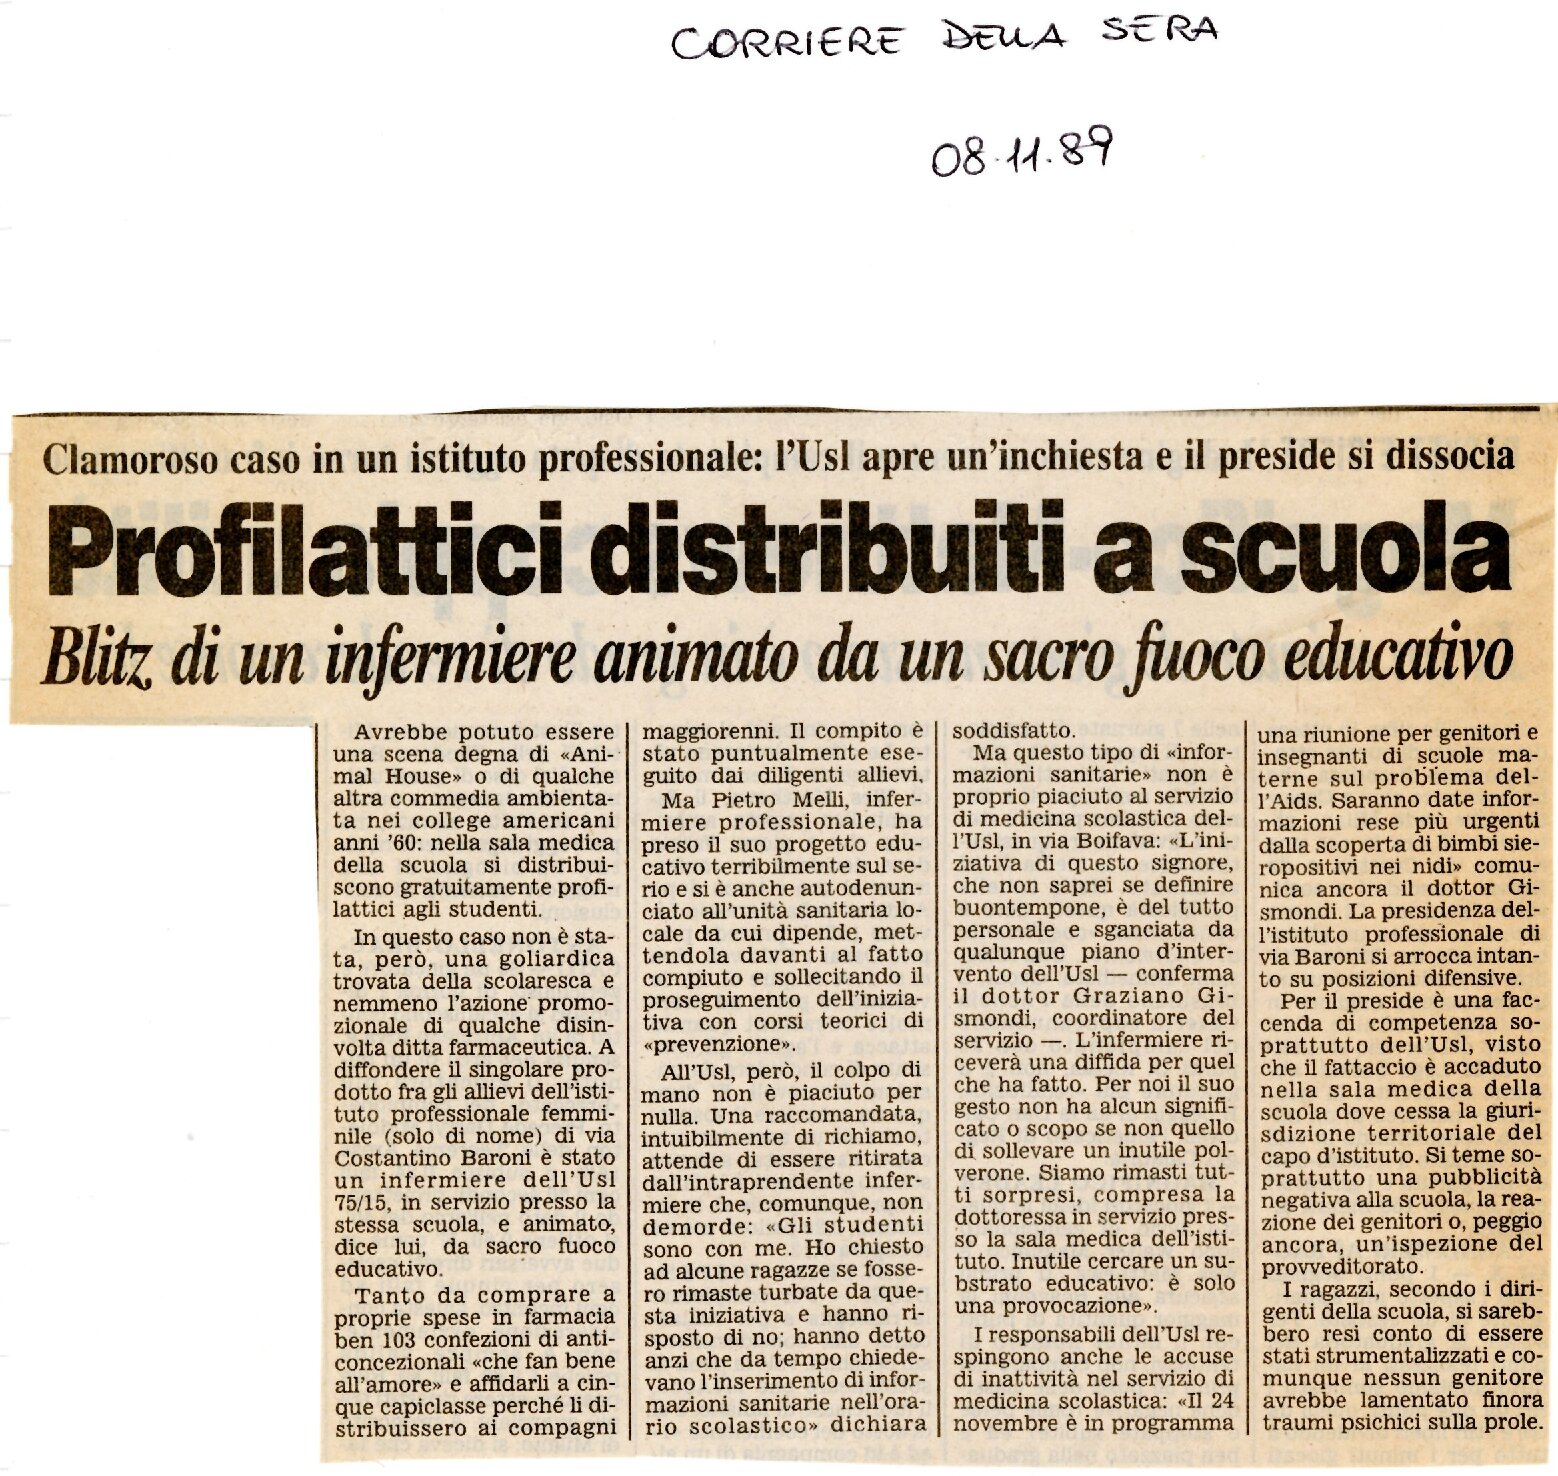 CORRIERE DELLA SERA
08.11.89
Clamoroso caso in un istituto professionale: l'Usl apre un'inchiesta e il preside si dissocia
Profilattici distribuiti a scuola
Blitz di un infermiere animato da un sacro fuoco educativo
Avrebbe potuto essere
una scena degna di «Ani-
mal House» o di qualche
altra commedia ambienta-
ta nei college americani
anni '60: nella sala medica
della scuola si distribui-
scono gratuitamente profi-
lattici agli studenti.
In questo caso non è sta-
ta, però, una goliardica
trovata della scolaresca e
nemmeno l'azione promo-
zionale di qualche disin-
volta ditta farmaceutica. A
diffondere il singolare pro-
dotto fra gli allievi dell'isti-
tuto professionale femmi-
nile (solo di nome) di via
Costantino Baroni è stato
un infermiere dell'Usl
75/15, in servizio presso la
stessa scuola, e animato,
dice lui, da sacro fuoco
educativo.
Tanto da comprare a
proprie spese in farmacia
ben 103 confezioni di anti-
concezionali «che fan bene
all'amore» e affidarli a cin-
que capiclasse perché li di-
stribuissero ai compagni
maggiorenni. Il compito è
stato puntualmente ese-
guito dai diligenti allievi.
Ma Pietro Melli, infer-
miere professionale, ha
preso il suo progetto edu-
cativo terribilmente sul se-
rio e si è anche autodenun-
ciato all'unità sanitaria lo-
cale da cui dipende, met-
tendola davanti al fatto
compiuto e sollecitando il
proseguimento dell'inizia-
tiva con corsi teorici di
«prevenzione».
All'Usl, però, il colpo di
mano non è piaciuto per
nulla. Una raccomandata,
intuibilmente di richiamo,
attende di essere ritirata
dall'intraprendente infer-
miere che, comunque, non
demorde: «Gli studenti
sono con me. Ho chiesto
ad alcune ragazze se fosse-
ro rimaste turbate da que-
sta iniziativa e hanno ri-
sposto di no; hanno detto
anzi che da tempo chiede-
vano l'inserimento di infor-
mazioni sanitarie nell'ora-
rio scolastico» dichiara
soddisfatto.
Ma questo tipo di «infor-
mazioni sanitarie» non è
proprio piaciuto al servizio
di medicina scolastica del-
l'Usl, in via Boifava: «L'ini-
ziativa di questo signore,
che non saprei se definire
buontempone, è del tutto
personale e sganciata da
qualunque piano d'inter-
vento dell'Usl — conferma
il dottor Graziano Gi-
smondi, coordinatore del
servizio —. L'infermiere ri-
ceverà una diffida per quel
che ha fatto. Per noi il suo
gesto non ha alcun signifi-
cato o scopo se non quello
di sollevare un inutile pol-
verone. Siamo rimasti tut-
ti sorpresi, compresa la
dottoressa in servizio pres-
so la sala medica dell'isti-
tuto. Inutile cercare un su-
bstrato educativo: è solo
una provocazione».
I responsabili dell'Usl re-
spingono anche le accuse
di inattività nel servizio di
medicina scolastica: «Il 24
novembre è in programma
una riunione per genitori e
insegnanti di scuole ma-
terne sul problema del-
l'Aids. Saranno date infor-
mazioni rese più urgenti
dalla scoperta di bimbi sie-
ropositivi nei nidi» comu-
nica ancora il dottor Gi-
smondi. La presidenza del-
l'istituto professionale di
via Baroni si arrocca intan-
to su posizioni difensive.
Per il preside è una fac-
cenda di competenza so-
prattutto dell'Usl, visto
che il fattaccio è accaduto
nella sala medica della
scuola dove cessa la giuri-
sdizione territoriale del
capo d'istituto. Si teme so-
prattutto una pubblicità
negativa alla scuola, la rea-
zione dei genitori o, peggio
ancora, un'ispezione del
provveditorato.
I ragazzi, secondo i diri-
genti della scuola, si sareb-
bero resi conto di essere
stati strumentalizzati e co-
munque nessun genitore
avrebbe lamentato finora
traumi psichici sulla prole.